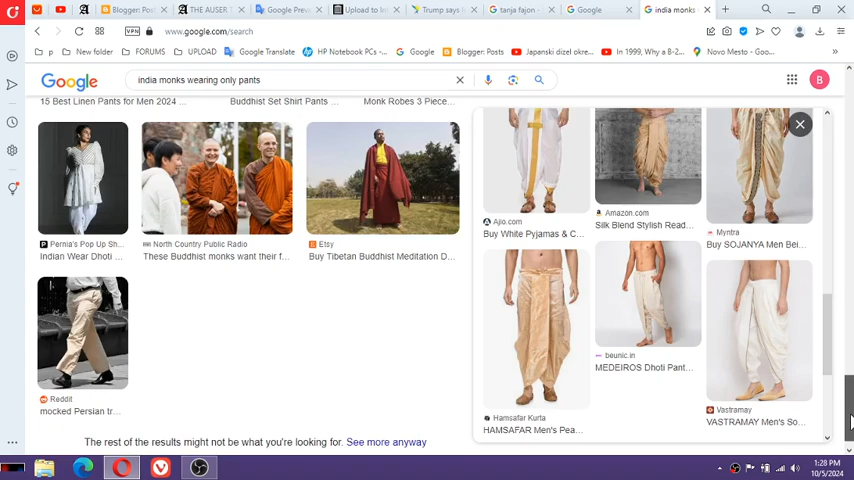 Blogger: Post
THE AUSER T
Google Prev
Upload to In
Trump says I
tanja fajon -
Google
india monks
VPN
www.google.com/search
p
New folder
FORUMS
UPLOAD
Google Translate
HP Notebook PCs -...
Google
Blogger: Posts
Japanski dizel okre...
In 1999, Why a B-2...
Novo Mesto - Goo...
Google
india monks wearing only pants
B
15 Best Linen Pants for Men 2024 ...
Buddhist Set Shirt Pants ...
Monk Robes 3 Piece...
Pernia's Pop Up Sh...
Indian Wear Dhoti ...
North Country Public Radio
These Buddhist monks want their f...
Etsy
Buy Tibetan Buddhist Meditation D...
Reddit
mocked Persian tr...
The rest of the results might not be what you're looking for. See more anyway
Ajio.com
Buy White Pyjamas & C...
Amazon.com
Silk Blend Stylish Read...
Myntra
Buy SOJANYA Men Bei...
Hamsafar Kurta
HAMSAFAR Men's Pea...
beunic.in
MEDEIROS Dhoti Pant...
Vastramay
VASTRAMAY Men's So...
1:28 PM
10/5/2024